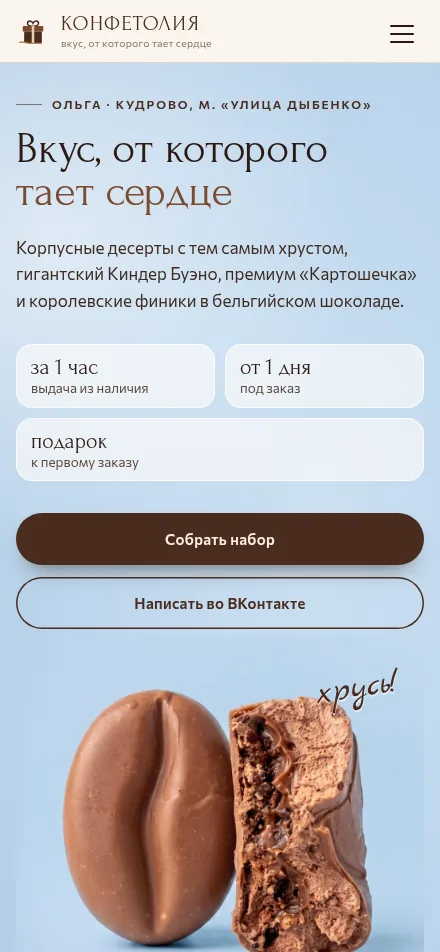 КОНФЕТОЛИЯ
вкус, от которого тает сердце
ОЛЬГА · КУДРОВО, М. «УЛИЦА ДЫБЕНКО»
Вкус, от которого
тает сердце
Корпусные десерты с тем самым хрустом,
гигантский Киндер Буэно, премиум «Картошечка»
и королевские финики в бельгийском шоколаде.
за 1 час
выдача из наличия
от 1 дня
под заказ
подарок
к первому заказу
Собрать набор
Написать во ВКонтакте
хрусь!